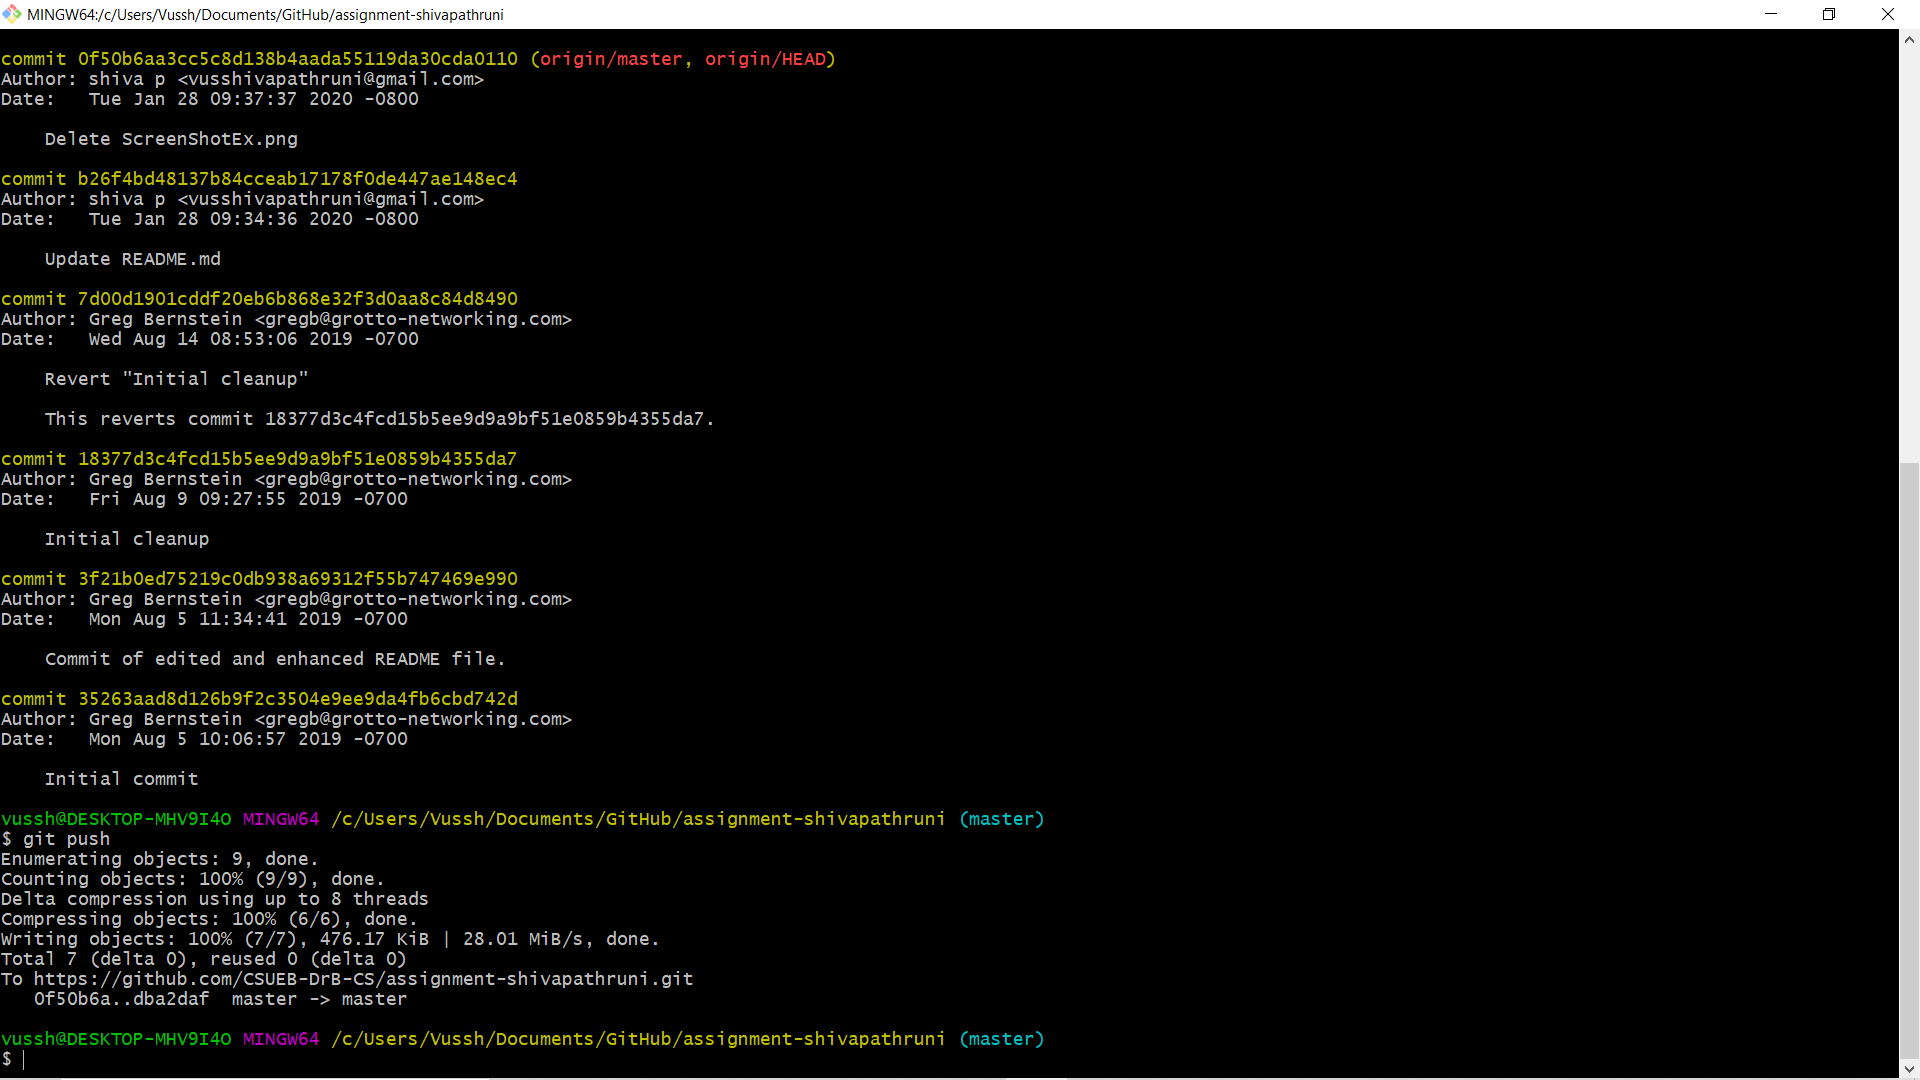 MINGW64:/c/Users/Vussh/Documents/GitHub/assignment-shivapathruni
commit 0f50b6aa3cc5c8d138b4aada55119da30cda0110 (origin/master, origin/HEAD)
Author: shiva p <vusshivapathruni@gmail.com>
Date:   Tue Jan 28 09:37:37 2020 -0800
    Delete ScreenShotEx.png
commit b26f4bd48137b84cceab17178f0de447ae148ec4
Author: shiva p <vusshivapathruni@gmail.com>
Date:   Tue Jan 28 09:34:36 2020 -0800
    Update README.md
commit 7d00d1901cddf20eb6b868e32f3d0aa8c84d8490
Author: Greg Bernstein <gregb@grotto-networking.com>
Date:   Wed Aug 14 08:53:06 2019 -0700
    Revert "Initial cleanup"
    This reverts commit 18377d3c4fcd15b5ee9d9a9bf51e0859b4355da7.
commit 18377d3c4fcd15b5ee9d9a9bf51e0859b4355da7
Author: Greg Bernstein <gregb@grotto-networking.com>
Date:   Fri Aug 9 09:27:55 2019 -0700
    Initial cleanup
commit 3f21b0ed75219c0db938a69312f55b747469e990
Author: Greg Bernstein <gregb@grotto-networking.com>
Date:   Mon Aug 5 11:34:41 2019 -0700
    Commit of edited and enhanced README file.
commit 35263aad8d126b9f2c3504e9ee9da4fb6cbd742d
Author: Greg Bernstein <gregb@grotto-networking.com>
Date:   Mon Aug 5 10:06:57 2019 -0700
    Initial commit
vussh@DESKTOP-MHV9I4O MINGW64 /c/Users/Vussh/Documents/GitHub/assignment-shivapathruni (master)
$ git push
Enumerating objects: 9, done.
Counting objects: 100% (9/9), done.
Delta compression using up to 8 threads
Compressing objects: 100% (6/6), done.
Writing objects: 100% (7/7), 476.17 KiB | 28.01 MiB/s, done.
Total 7 (delta 0), reused 0 (delta 0)
To https://github.com/CSUEB-DrB-CS/assignment-shivapathruni.git
   0f50b6a..dba2daf  master -> master
vussh@DESKTOP-MHV9I4O MINGW64 /c/Users/Vussh/Documents/GitHub/assignment-shivapathruni (master)
$